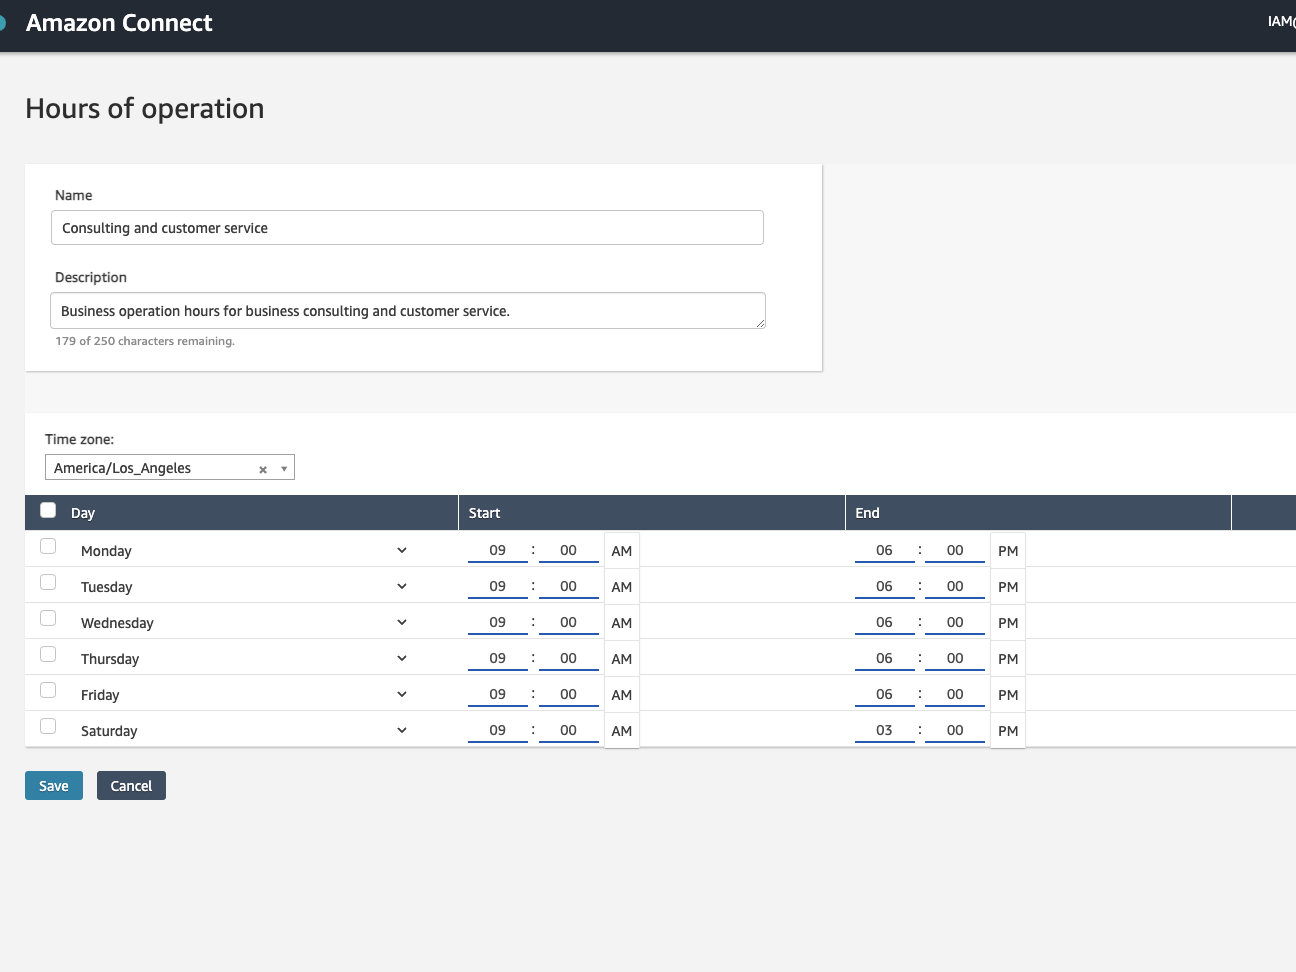 Amazon Connect
IAM@
Hours of operation
Name
Consulting and customer service
Description
Business operation hours for business consulting and customer service.
179 of 250 characters remaining.
Time zone:
America/Los_Angeles
Day Start End
Monday 09 : 00 AM 06 : 00 PM
Tuesday 09 : 00 AM 06 : 00 PM
Wednesday 09 : 00 AM 06 : 00 PM
Thursday 09 : 00 AM 06 : 00 PM
Friday 09 : 00 AM 06 : 00 PM
Saturday 09 : 00 AM 03 : 00 PM
Save Cancel